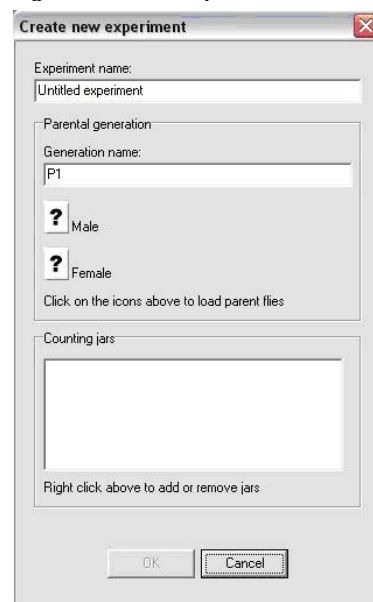 Create new experiment
Experiment name:
Untitled experiment
Parental generation
Generation name:
P1
? Male
? Female
Click on the icons above to load parent flies
Counting jars
Right click above to add or remove jars
OK Cancel